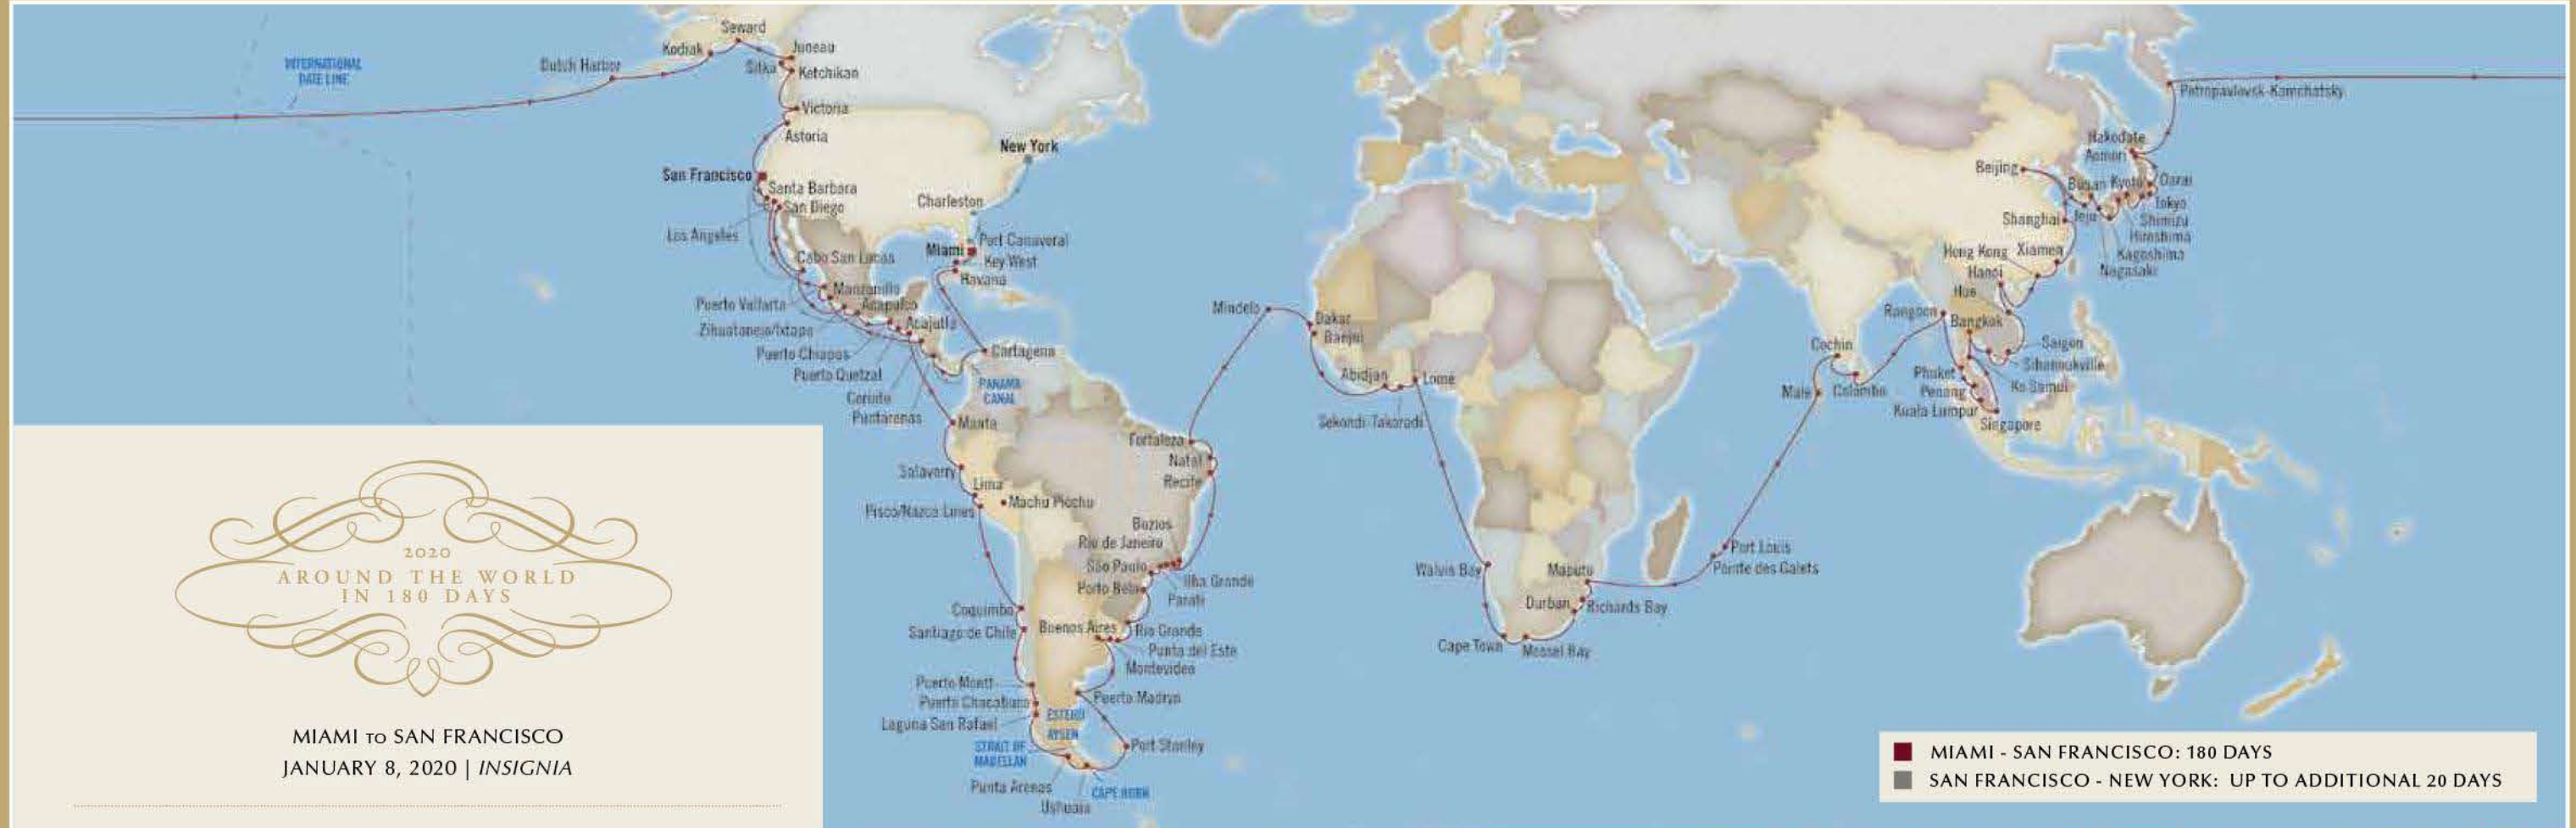 Seward
Kodiak
Juneau
INTERNATIONAL
DATE LINE
Dutch Harbor
Sitka
Ketchikan
Victoria
Astoria
San Francisco
Santa Barbara
San Diego
Los Angeles
New York
Charleston
Port Canaveral
Miami
Key West
Havana
Cabo San Lucas
Manzanillo
Puerto Vallarta
Acapulco
Zihuatanejo/Ixtapa
Acajutla
Puerto Chiapas
Puerto Quetzal
Corinto
Puntarenas
Cartagena
PANAMA
CANAL
Manta
Salaverry
Lima
Machu Picchu
Pisco/Nazca Lines
Coquimbo
Santiago de Chile
Puerto Montt
Puerto Chacabuco
Laguna San Rafael
ESTERO
AYSEN
STRAIT OF
MAGELLAN
Punta Arenas
Ushuaia
CAPE HORN
Port Stanley
Puerto Madryn
Montevideo
Punta del Este
Buenos Aires
Rio Grande
Porto Belo
Parati
Ilha Grande
São Paulo
Rio de Janeiro
Buzios
Recife
Natal
Fortaleza
Mindelo
Dakar
Banjul
Abidjan
Lomé
Sekondi-Takoradi
Walvis Bay
Cape Town
Mossel Bay
Durban
Richards Bay
Maputo
Pointe des Galets
Port Louis
Male
Cochin
Colombo
Rangoon
Phuket
Penang
Kuala Lumpur
Singapore
Ko Samui
Bangkok
Sihanoukville
Saigon
Hue
Hanoi
Hong Kong
Xiamen
Shanghai
Beijing
Jeju
Busan
Nagasaki
Kagoshima
Hiroshima
Kyoto
Shimizu
Tokyo
Oarai
Aomori
Hakodate
Petropavlovsk-Kamchatsky
2020
AROUND THE WORLD
IN 180 DAYS
MIAMI TO SAN FRANCISCO
JANUARY 8, 2020 | INSIGNIA
MIAMI - SAN FRANCISCO: 180 DAYS
SAN FRANCISCO - NEW YORK: UP TO ADDITIONAL 20 DAYS